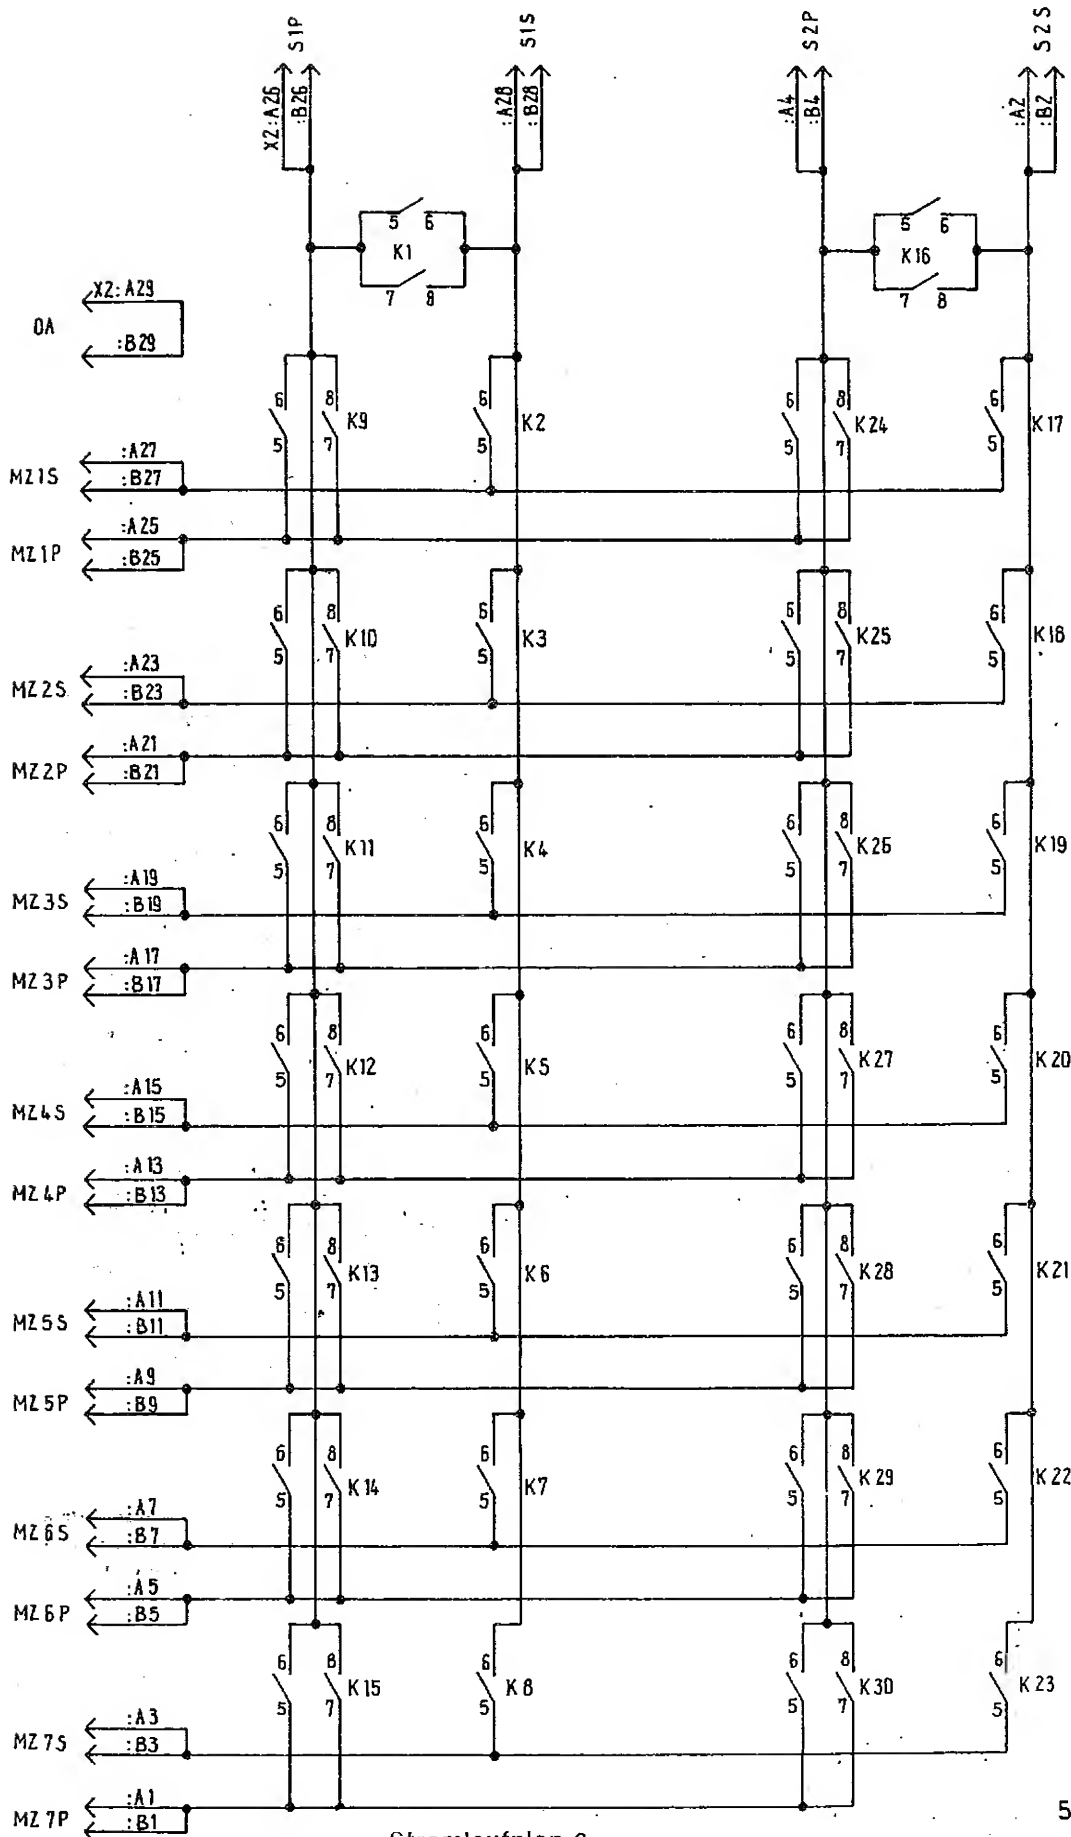 S1P
S1S
S2P
S2S
X2:A26
:B26
:A28
:B28
:A4
:B4
:A2
:B2
5 6
K1
7 8
5 6
K16
7 8
0A
X2:A29
:B29
6 8 K9 6 K2 6 8 K24 6 K17
5 7 5 5 7 5
MZ1S
:A27
:B27
MZ1P
:A25
:B25
6 8 K10 6 K3 6 8 K25 6 K18
5 7 5 5 7 5
MZ2S
:A23
:B23
MZ2P
:A21
:B21
6 8 K11 6 K4 6 8 K26 6 K19
5 7 5 5 7 5
MZ3S
:A19
:B19
MZ3P
:A17
:B17
6 8 K12 6 K5 6 8 K27 6 K20
5 7 5 5 7 5
MZ4S
:A15
:B15
MZ4P
:A13
:B13
6 8 K13 6 K6 6 8 K28 6 K21
5 7 5 5 7 5
MZ5S
:A11
:B11
MZ5P
:A9
:B9
6 8 K14 6 K7 6 8 K29 6 K22
5 7 5 5 7 5
MZ6S
:A7
:B7
MZ6P
:A5
:B5
6 8 K15 6 K8 6 8 K30 6 K23
5 7 5 5 7 5
MZ7S
:A3
:B3
MZ7P
:A1
:B1
5
Stromlaufplan